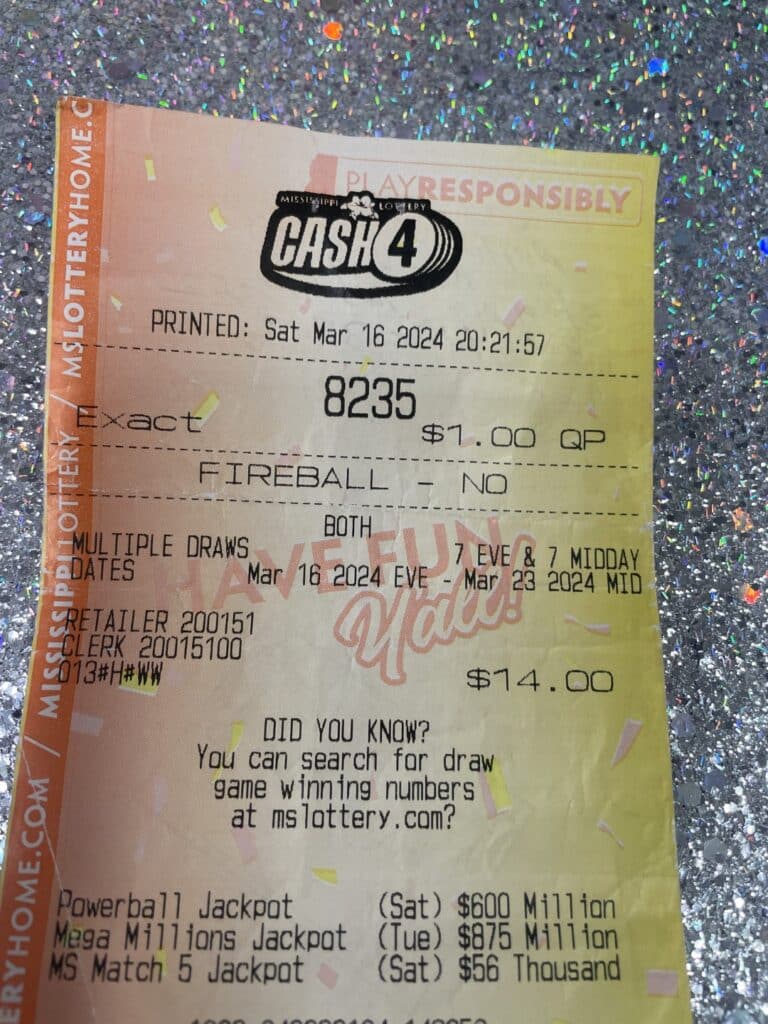 PLAYRESPONSIBLY
MISSISSIPPI LOTTERY
CASH 4
PRINTED: Sat Mar 16 2024 20:21:57
8235
Exact $1.00 QP
FIREBALL - NO
BOTH
MULTIPLE DRAWS 7 EVE & 7 MIDDAY
DATES Mar 16 2024 EVE - Mar 23 2024 MID
HAVE FUN,
Y'all!
RETAILER 200151
CLERK 20015100
013#H#WW $14.00
DID YOU KNOW?
You can search for draw
game winning numbers
at mslottery.com?
Powerball Jackpot (Sat) $600 Million
Mega Millions Jackpot (Tue) $875 Million
MS Match 5 Jackpot (Sat) $56 Thousand
ERYHOME.COM / MISSISSIPPI LOTTERY / MSLOTTERYHOME.C